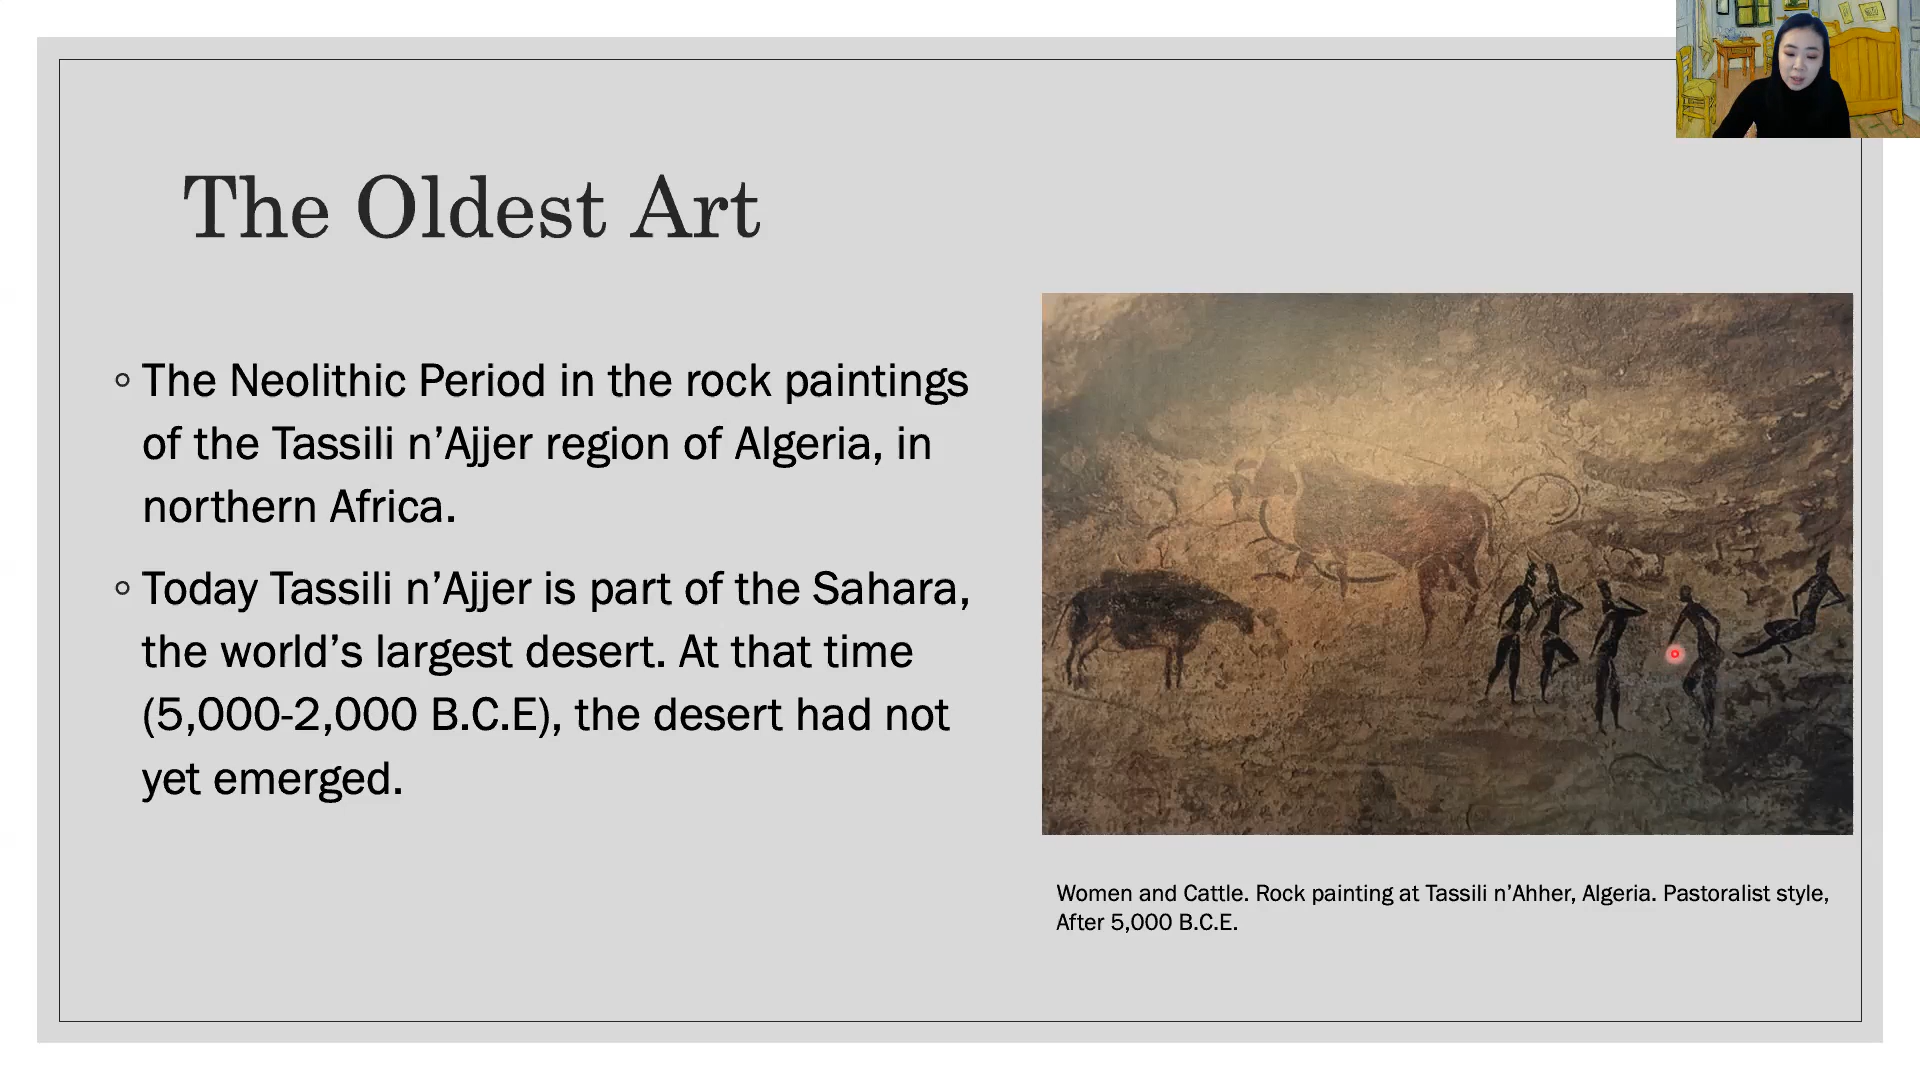 The Oldest Art
◦ The Neolithic Period in the rock paintings
of the Tassili n’Ajjer region of Algeria, in
northern Africa.
◦ Today Tassili n’Ajjer is part of the Sahara,
the world’s largest desert. At that time
(5,000-2,000 B.C.E), the desert had not
yet emerged.
Women and Cattle. Rock painting at Tassili n’Ahher, Algeria. Pastoralist style,
After 5,000 B.C.E.